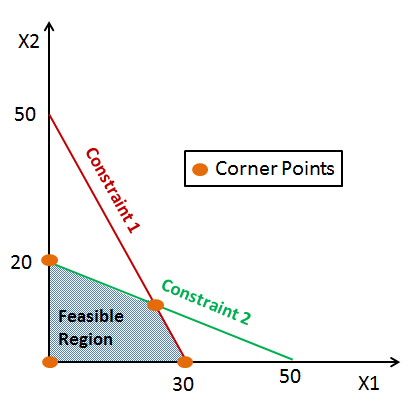 X2
50
Constraint 1
Corner Points
20
Constraint 2
Feasible
Region
30
50
X1